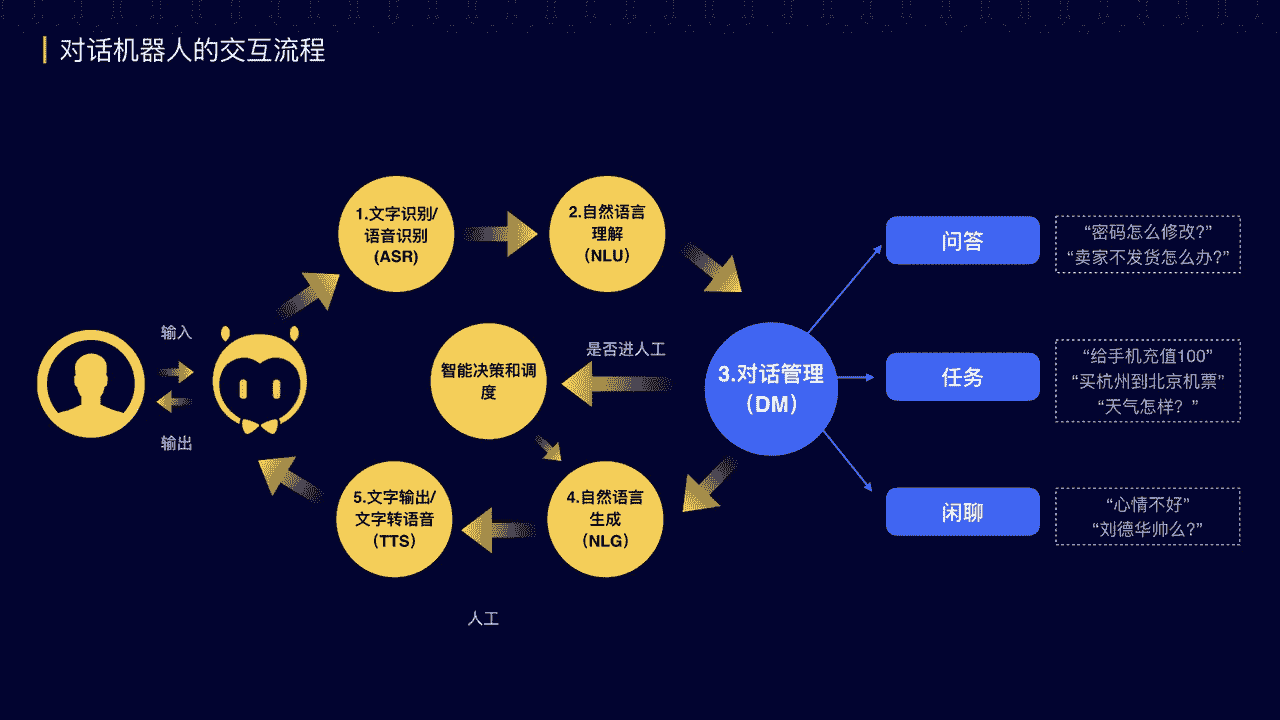 对话机器人的交互流程
1.文字识别/
语音识别
(ASR)
2.自然语言
理解
（NLU）
输入
输出
智能决策和调
度
是否进人工
3.对话管理
（DM）
5.文字输出/
文字转语音
（TTS）
4.自然语言
生成
（NLG）
人工
问答
“密码怎么修改?”
“卖家不发货怎么办?”
任务
“给手机充值100”
“买杭州到北京机票”
“天气怎样？”
闲聊
“心情不好”
“刘德华帅么?”